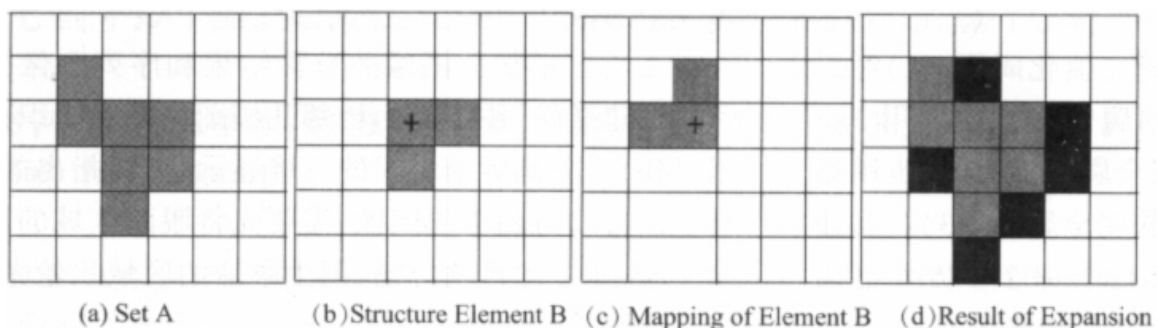 (a) Set A
(b)Structure Element B
(c) Mapping of Element B
(d)Result of Expansion